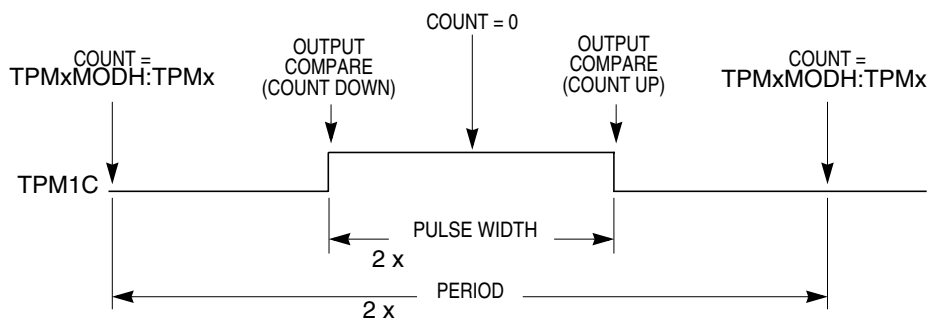 COUNT = 0
COUNT =
TPMxMODH:TPMx
OUTPUT
COMPARE
(COUNT DOWN)
OUTPUT
COMPARE
(COUNT UP)
COUNT =
TPMxMODH:TPMx
TPM1C
PULSE WIDTH
2 x
PERIOD
2 x